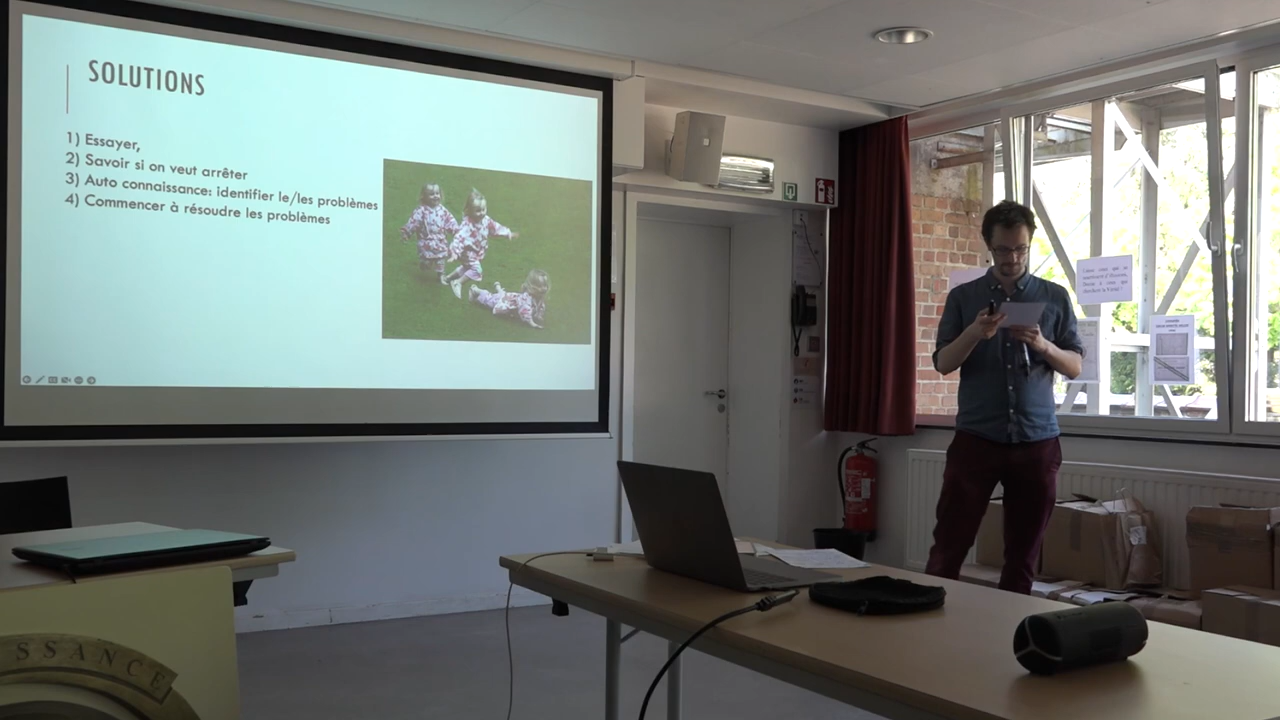 SOLUTIONS
1) Essayer,
2) Savoir si on veut arrêter
3) Auto connaissance: identifier le/les problèmes
4) Commencer à résoudre les problèmes
SSANCE